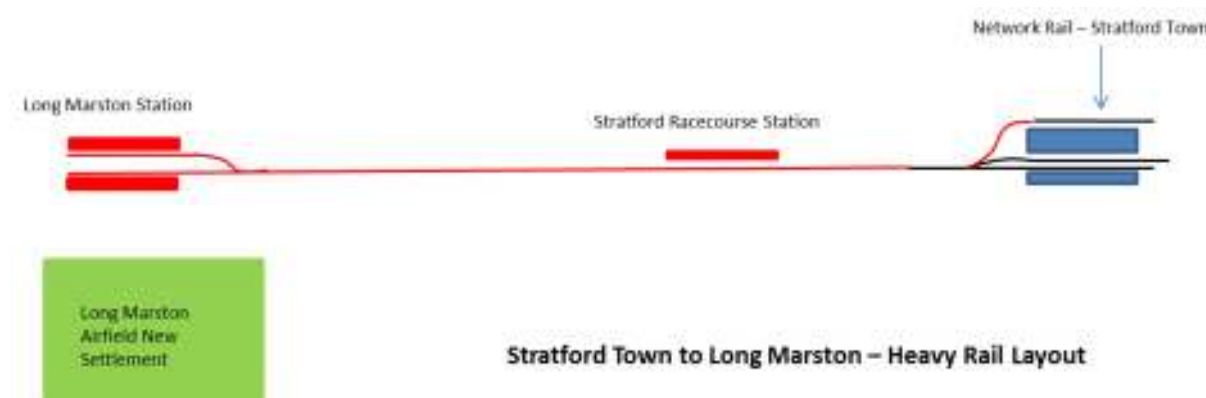 Network Rail – Stratford Town
Long Marston Station
Stratford Racecourse Station
Long Marston
Airfield New
Settlement
Stratford Town to Long Marston – Heavy Rail Layout